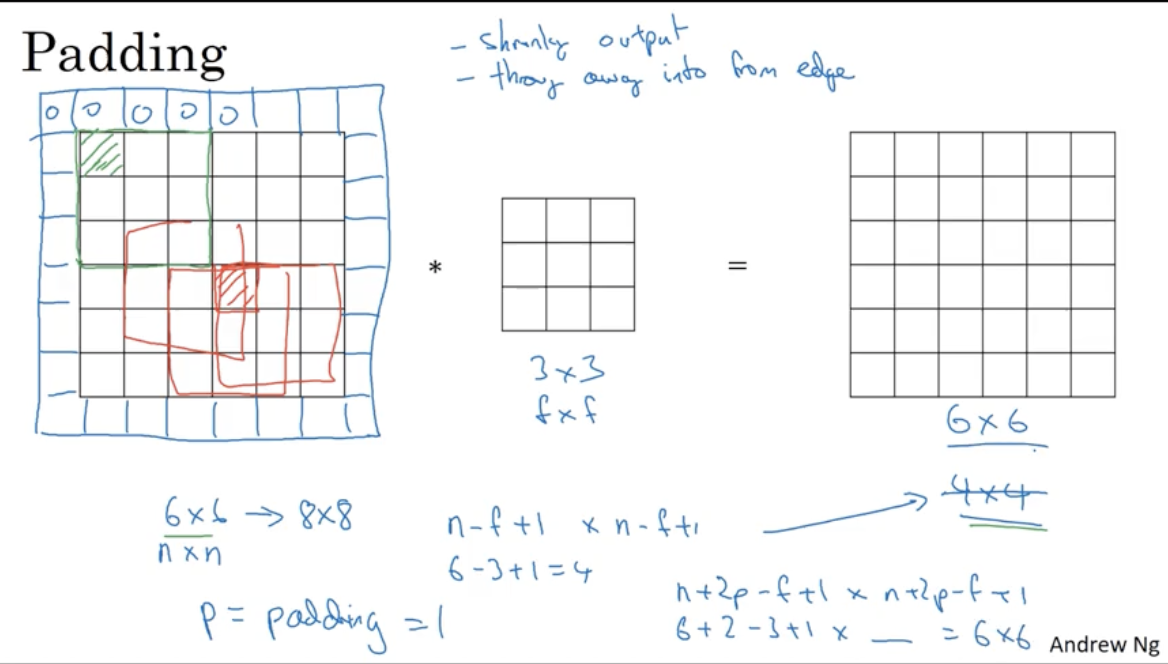 Padding
- shrinky output
- throw away info from edge
0 0 0 0 0
*
=
3×3
f×f
6×6
4×4
6×6 → 8×8
n×n
n-f+1 × n-f+1
6-3+1=4
p = padding = 1
n+2p-f+1 × n+2p-f+1
6+2-3+1 × __ = 6×6
Andrew Ng